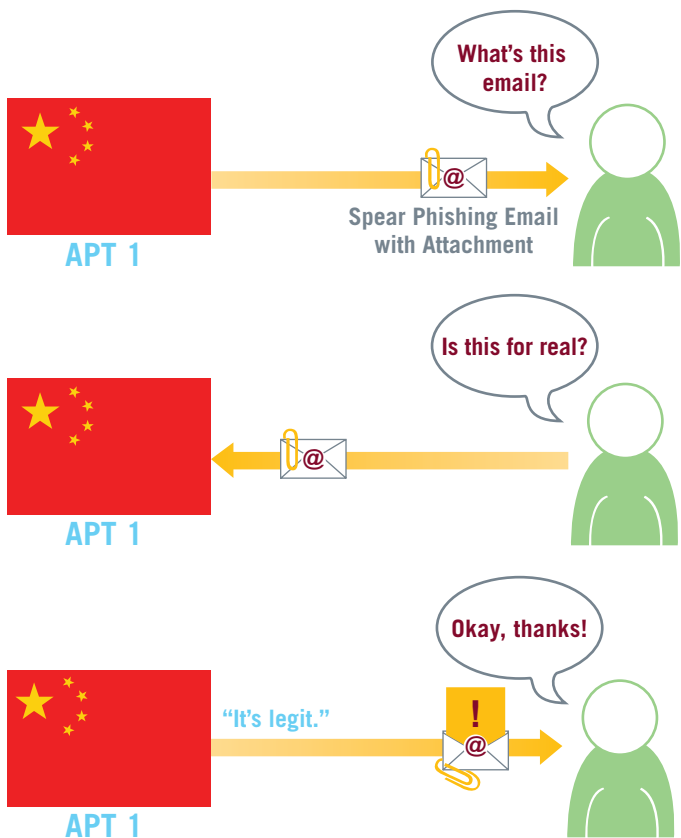 What's this
email?
@
Spear Phishing Email
with Attachment
APT 1
Is this for real?
@
APT 1
Okay, thanks!
"It's legit."
!
@
APT 1